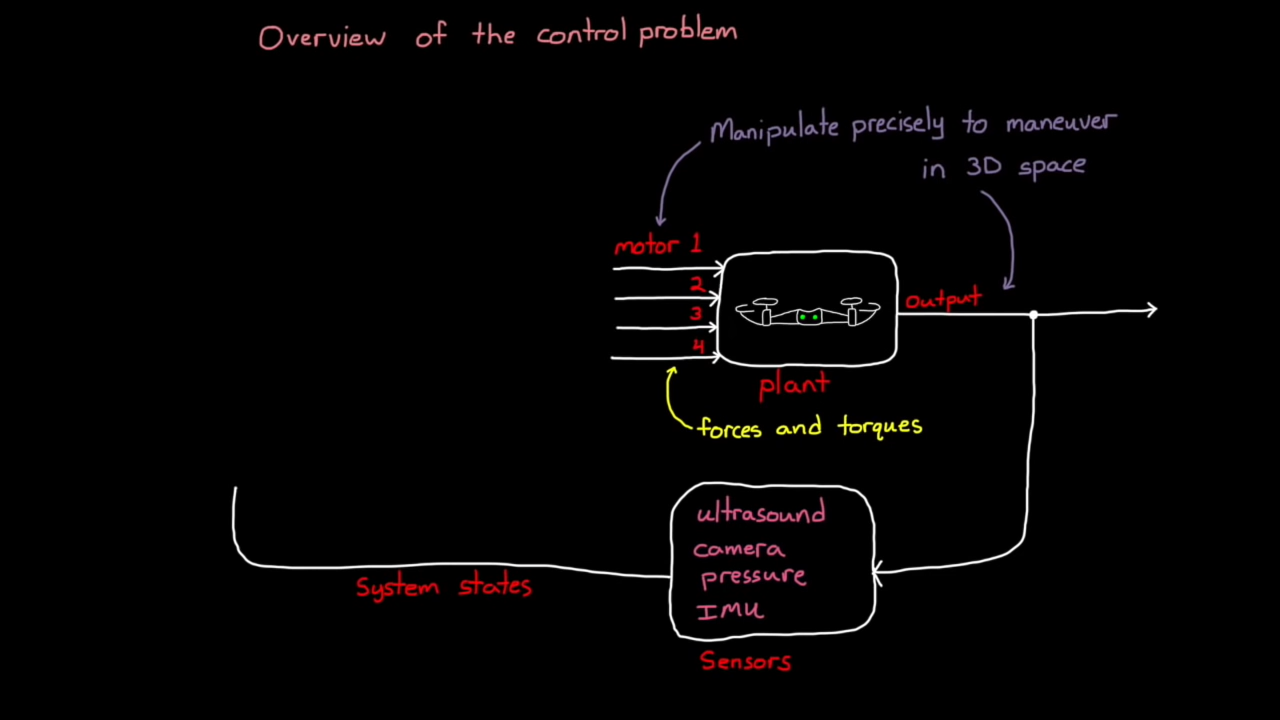 Overview of the control problem
Manipulate precisely to maneuver
in 3D space
motor 1
2
3
4
Output
plant
forces and torques
ultrasound
camera
pressure
IMU
System states
Sensors